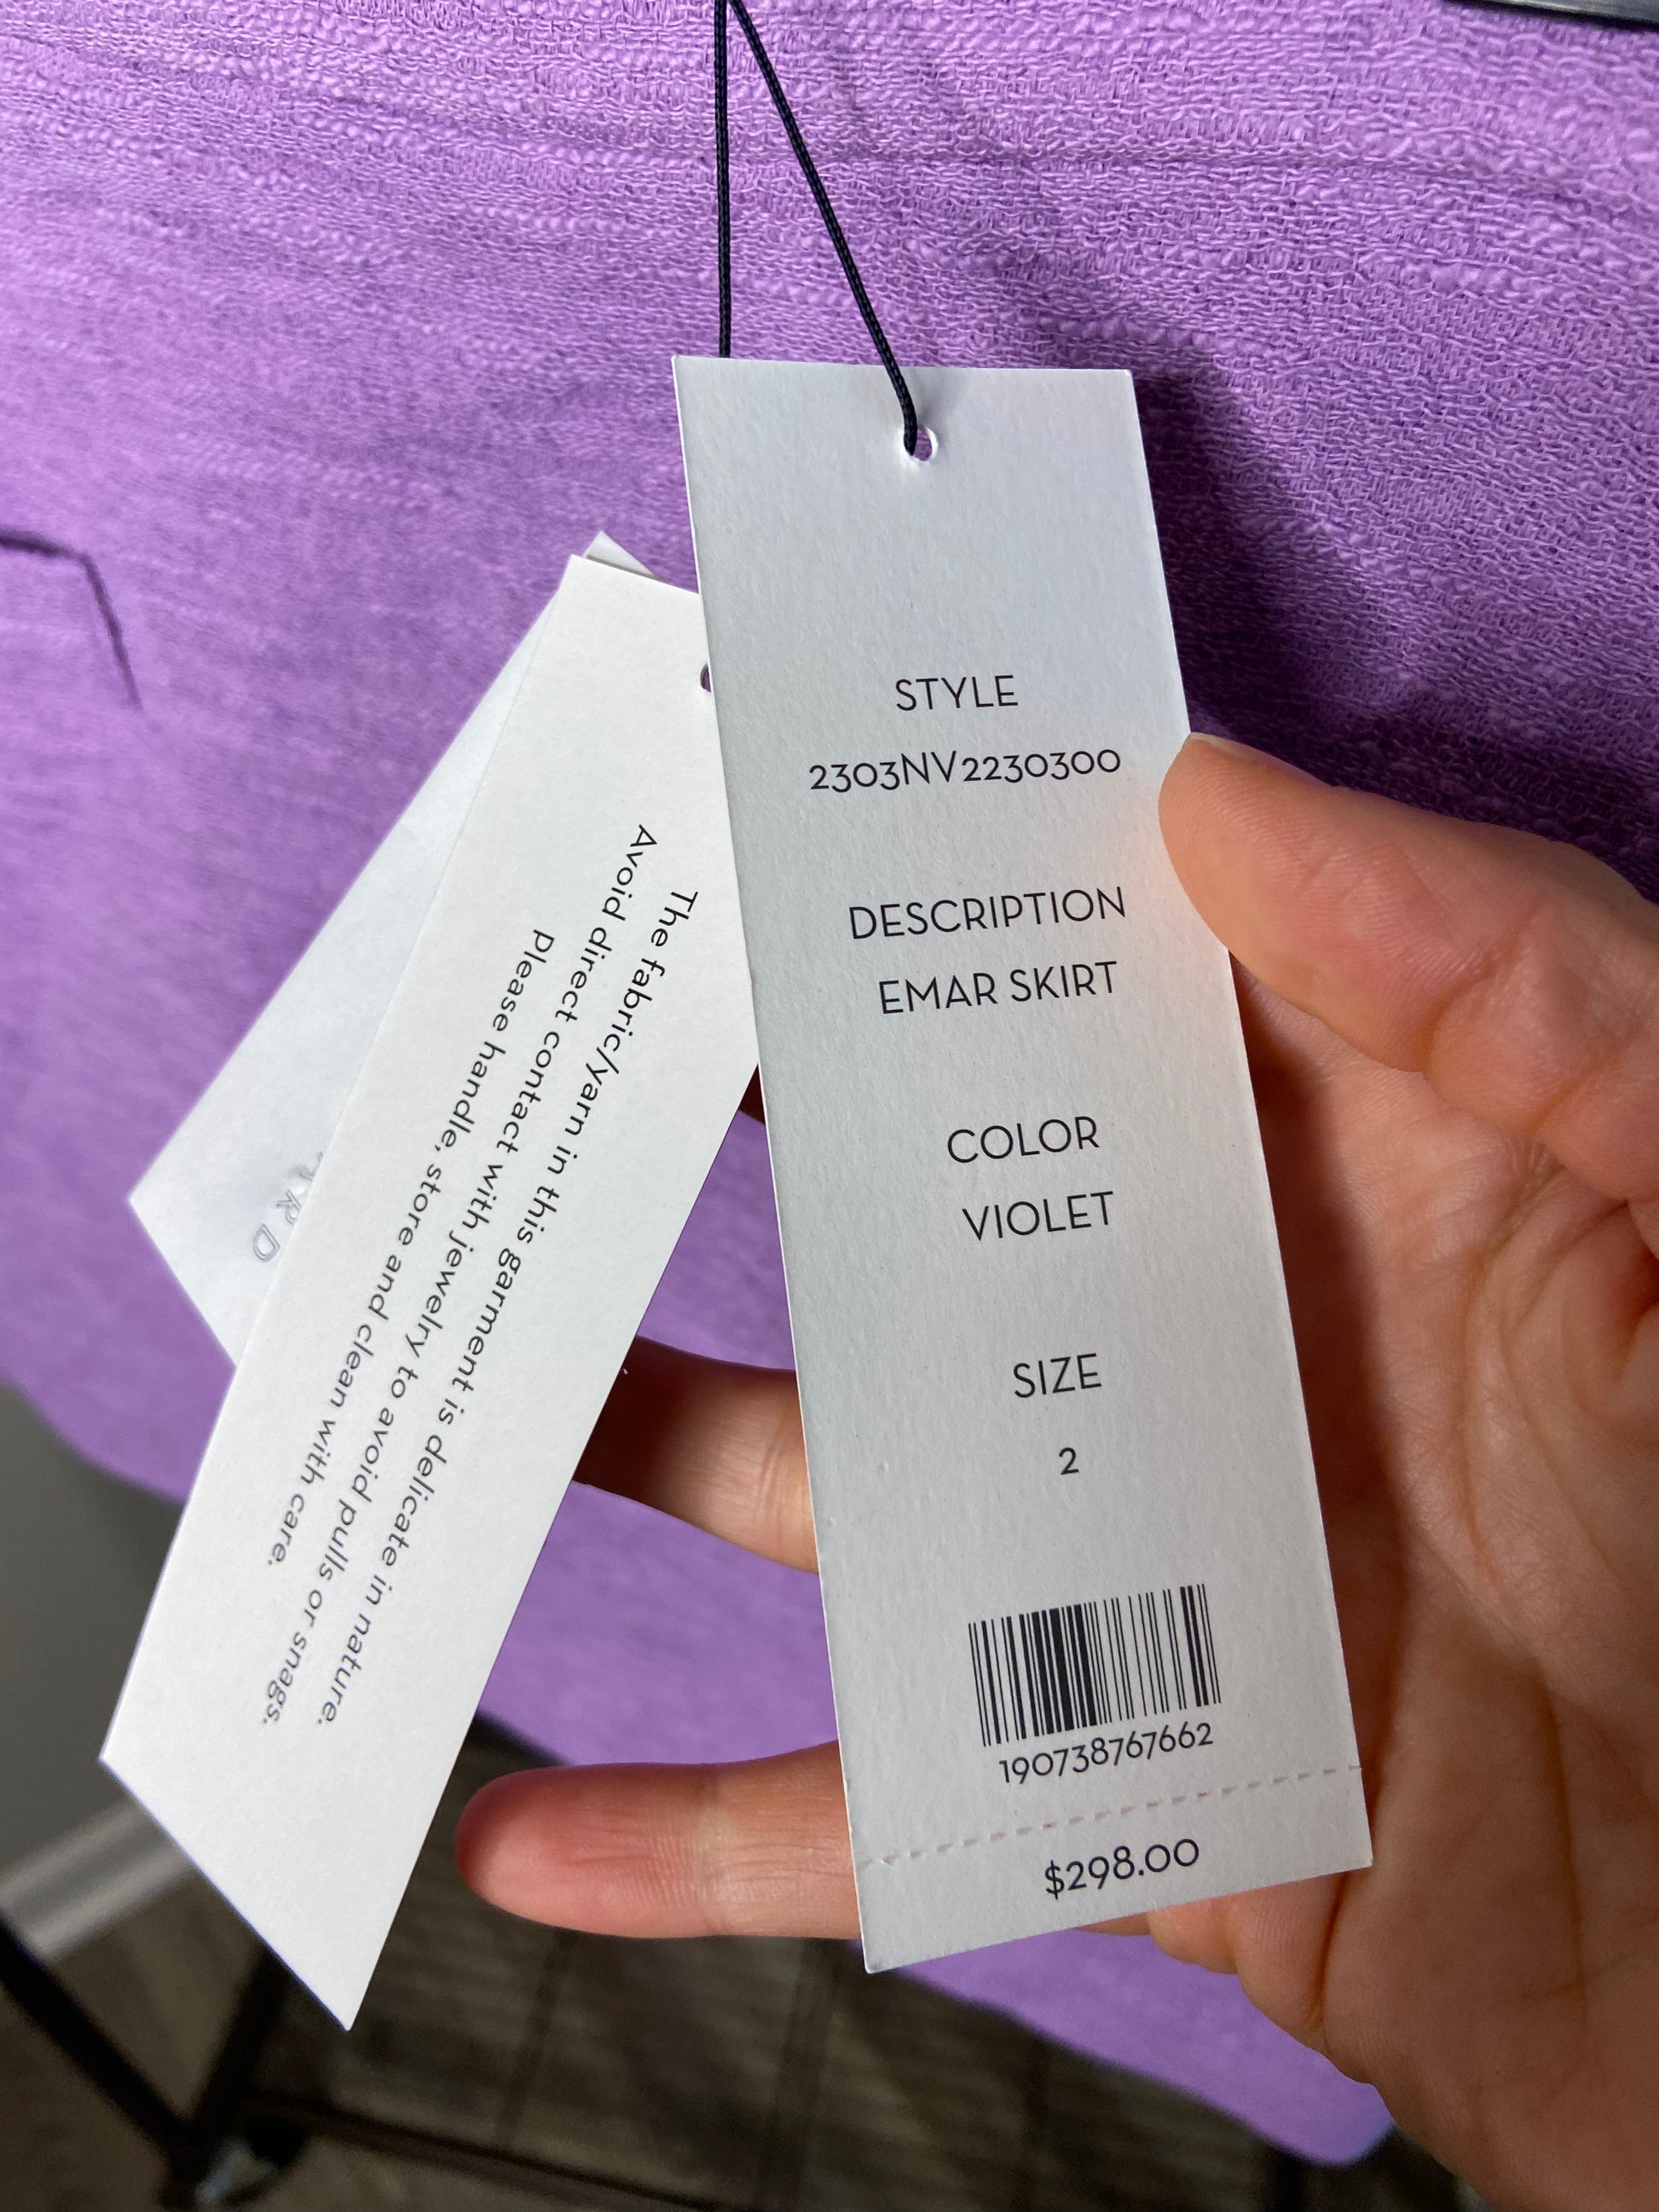 STYLE
2303NV2230300
DESCRIPTION
EMAR SKIRT
COLOR
VIOLET
SIZE
2
190738767662
$298.00
The fabric/yarn in this garment is delicate in nature.
Avoid direct contact with jewelry to avoid pulls or snags.
Please handle, store and clean with care.
RD